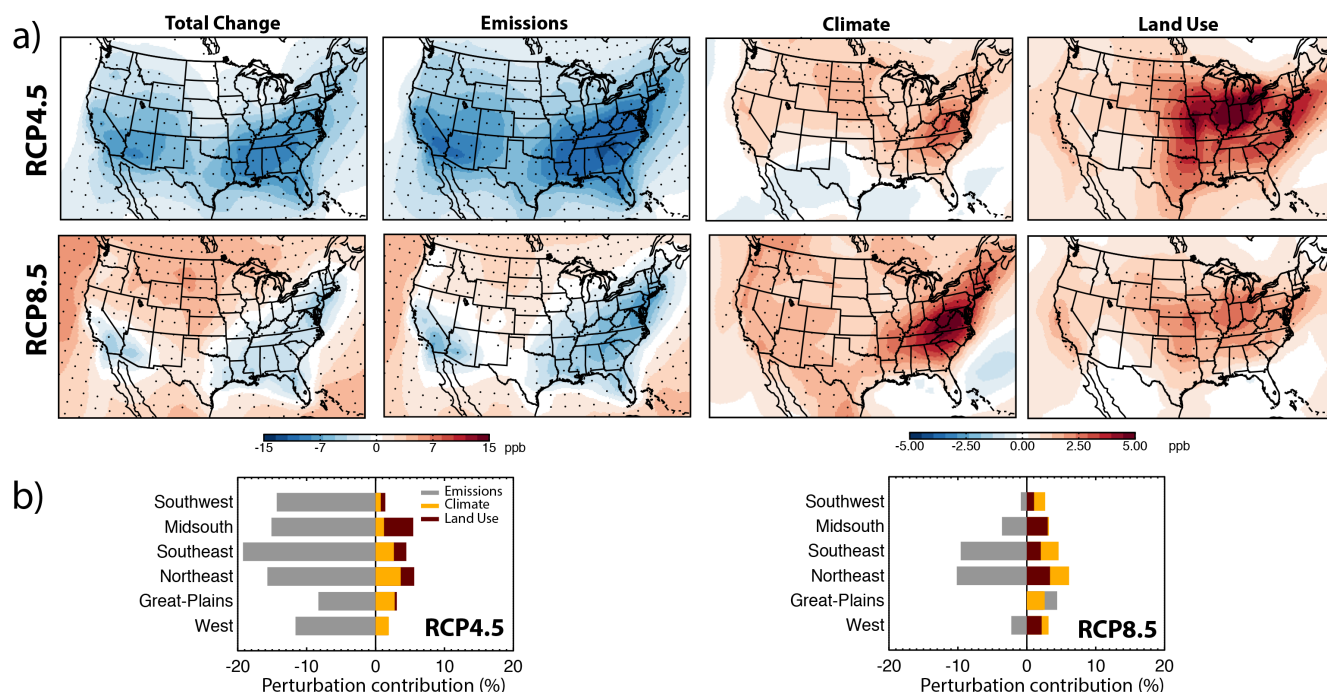 a)
Total Change
Emissions
Climate
Land Use
RCP4.5
RCP8.5
-15 -7 0 7 15 ppb
-5.00 -2.50 0.00 2.50 5.00 ppb
b)
Southwest
Midsouth
Southeast
Northeast
Great-Plains
West
Emissions
Climate
Land Use
RCP4.5
-20 -10 0 10 20
Perturbation contribution (%)
Southwest
Midsouth
Southeast
Northeast
Great-Plains
West
RCP8.5
-20 -10 0 10 20
Perturbation contribution (%)